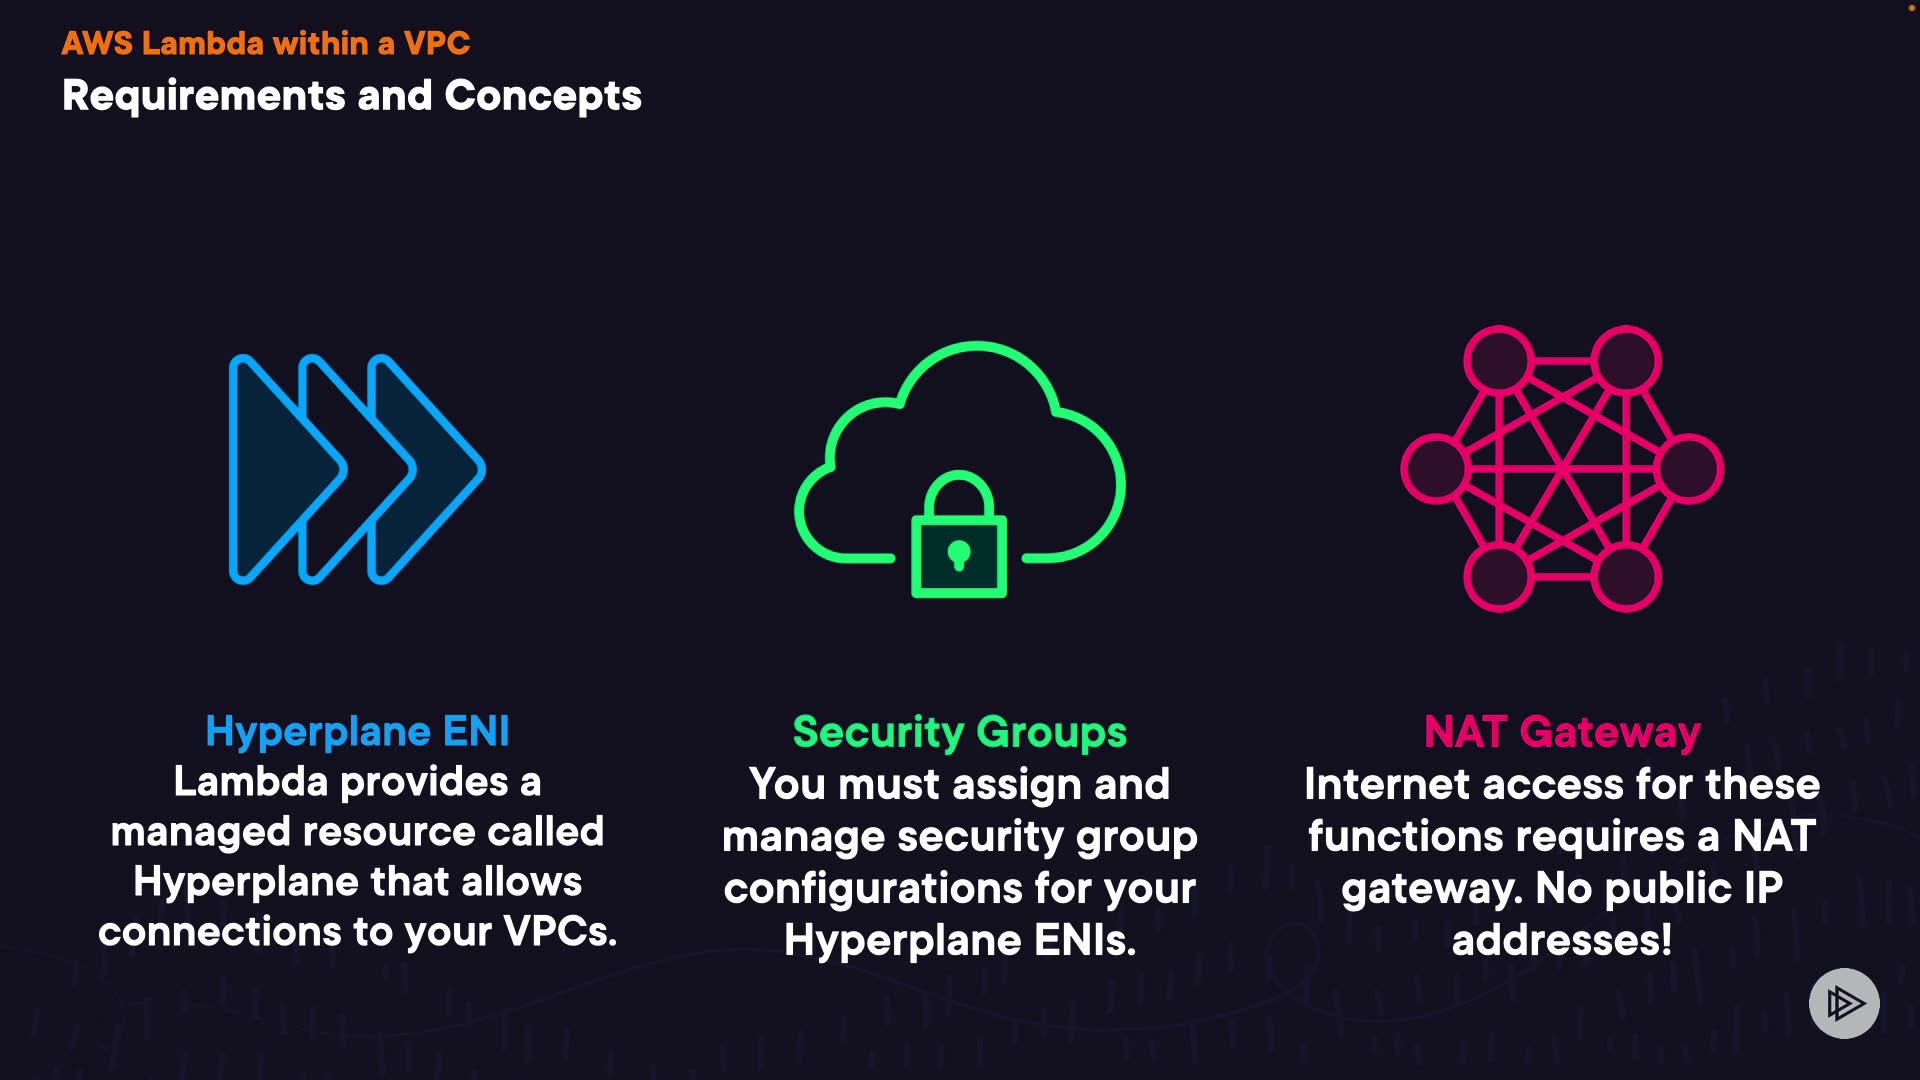 AWS Lambda within a VPC
Requirements and Concepts
Hyperplane ENI
Lambda provides a
managed resource called
Hyperplane that allows
connections to your VPCs.
Security Groups
You must assign and
manage security group
configurations for your
Hyperplane ENIs.
NAT Gateway
Internet access for these
functions requires a NAT
gateway. No public IP
addresses!